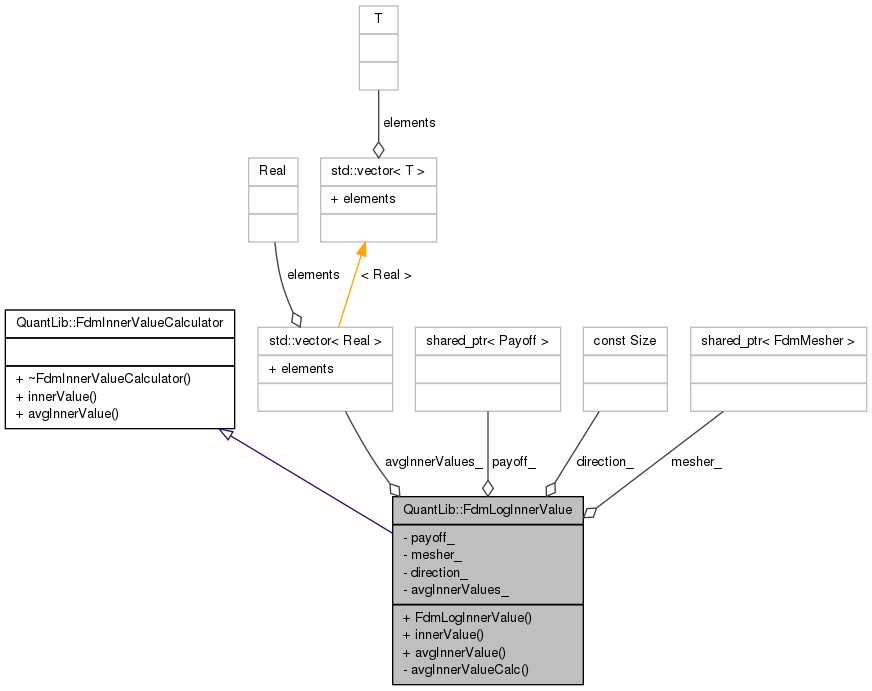 T
elements
Real
std::vector< T >
+ elements
elements
< Real >
QuantLib::FdmInnerValueCalculator
+ ~FdmInnerValueCalculator()
+ innerValue()
+ avgInnerValue()
std::vector< Real >
+ elements
shared_ptr< Payoff >
const Size
shared_ptr< FdmMesher >
avgInnerValues_
payoff_
direction_
mesher_
QuantLib::FdmLogInnerValue
- payoff_
- mesher_
- direction_
- avgInnerValues_
+ FdmLogInnerValue()
+ innerValue()
+ avgInnerValue()
- avgInnerValueCalc()